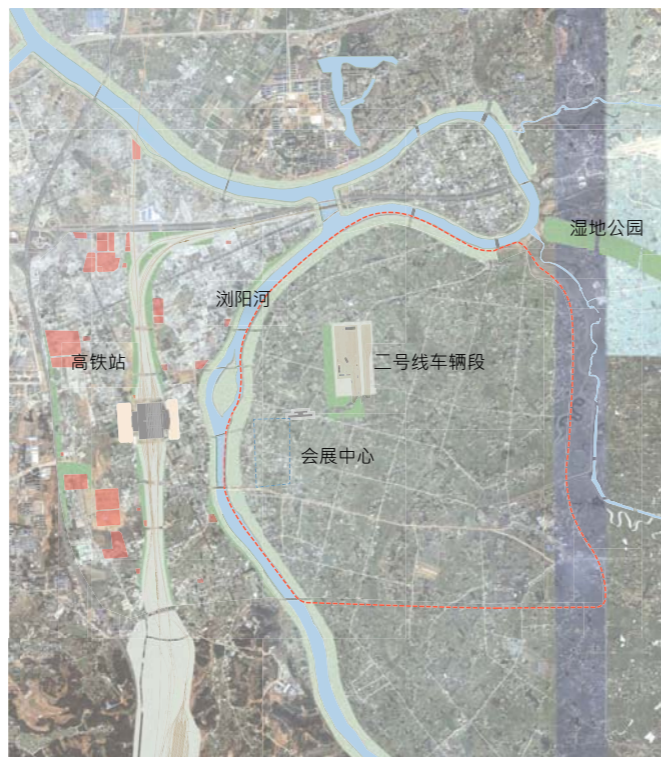 湿地公园
浏阳河
高铁站
二号线车辆段
会展中心